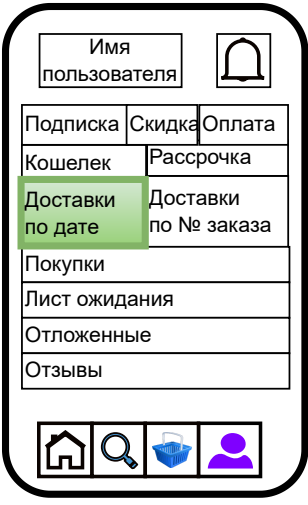 Имя
пользователя
Подписка Скидка Оплата
Кошелек Рассрочка
Доставки Доставки
по дате по № заказа
Покупки
Лист ожидания
Отложенные
Отзывы